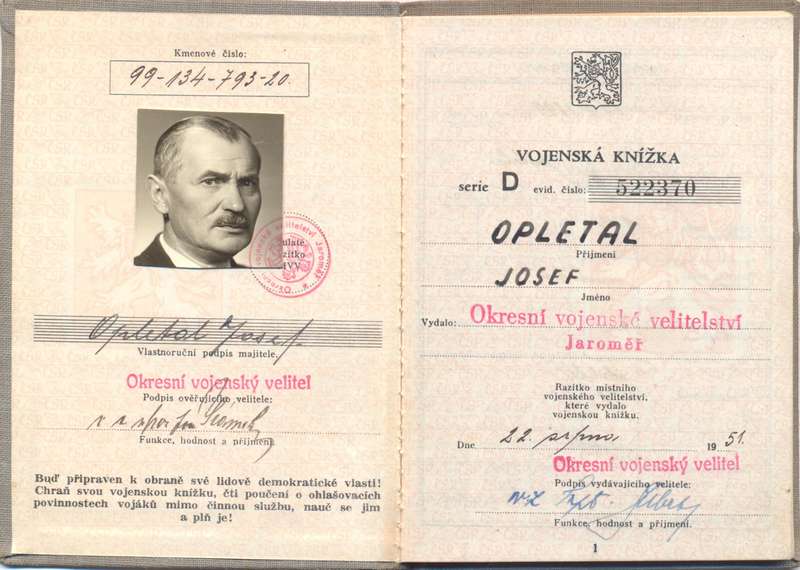 Kmenové číslo:
99-134-793-20.
Okresní vojenské velitelství Jaroměř
Opletal Josef
Vlastnoruční podpis majitele.
Okresní vojenský velitel
Podpis ověřujícího velitele:
Funkce, hodnost a příjmení.
Buď připraven k obraně své lidově demokratické vlasti!
Chraň svou vojenskou knížku, čti poučení o ohlašovacích
povinnostech vojáků mimo činnou službu, nauč se jim
a plň je!
VOJENSKÁ KNÍŽKA
serie D evid. číslo: 522370
OPLETAL
Příjmení
JOSEF
Jméno
Vydalo: Okresní vojenské velitelství
Jaroměř
Razítko místního
vojenského velitelství,
které vydalo
vojenskou knížku.
Dne 22. srpna 1951.
Okresní vojenský velitel
Podpis vydávajícího velitele:
Funkce, hodnost a příjmení.
1